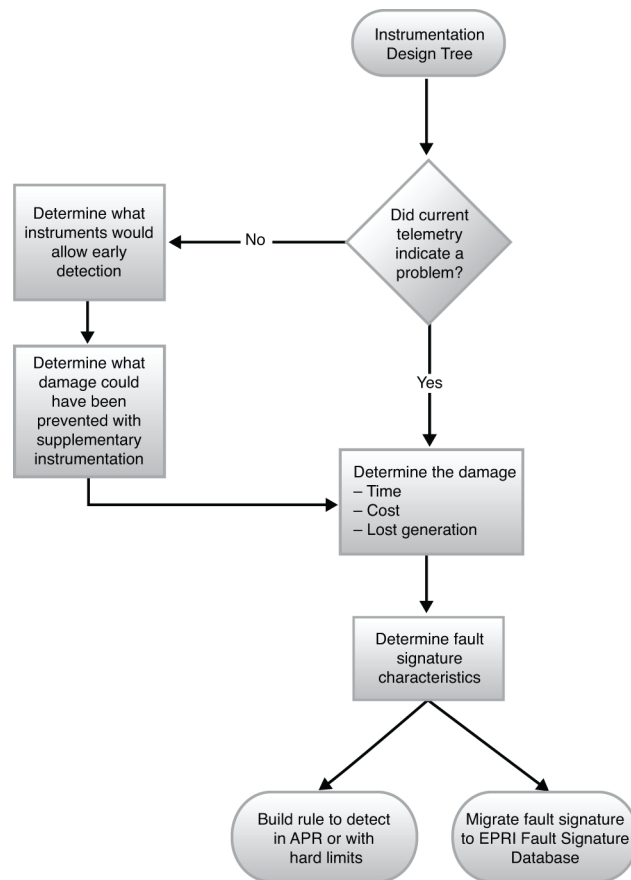 Instrumentation
Design Tree
Did current
telemetry
indicate a
problem?
No
Determine what
instruments would
allow early
detection
Determine what
damage could
have been
prevented with
supplementary
instrumentation
Yes
Determine the damage
– Time
– Cost
– Lost generation
Determine fault
signature
characteristics
Build rule to detect
in APR or with
hard limits
Migrate fault signature
to EPRI Fault Signature
Database